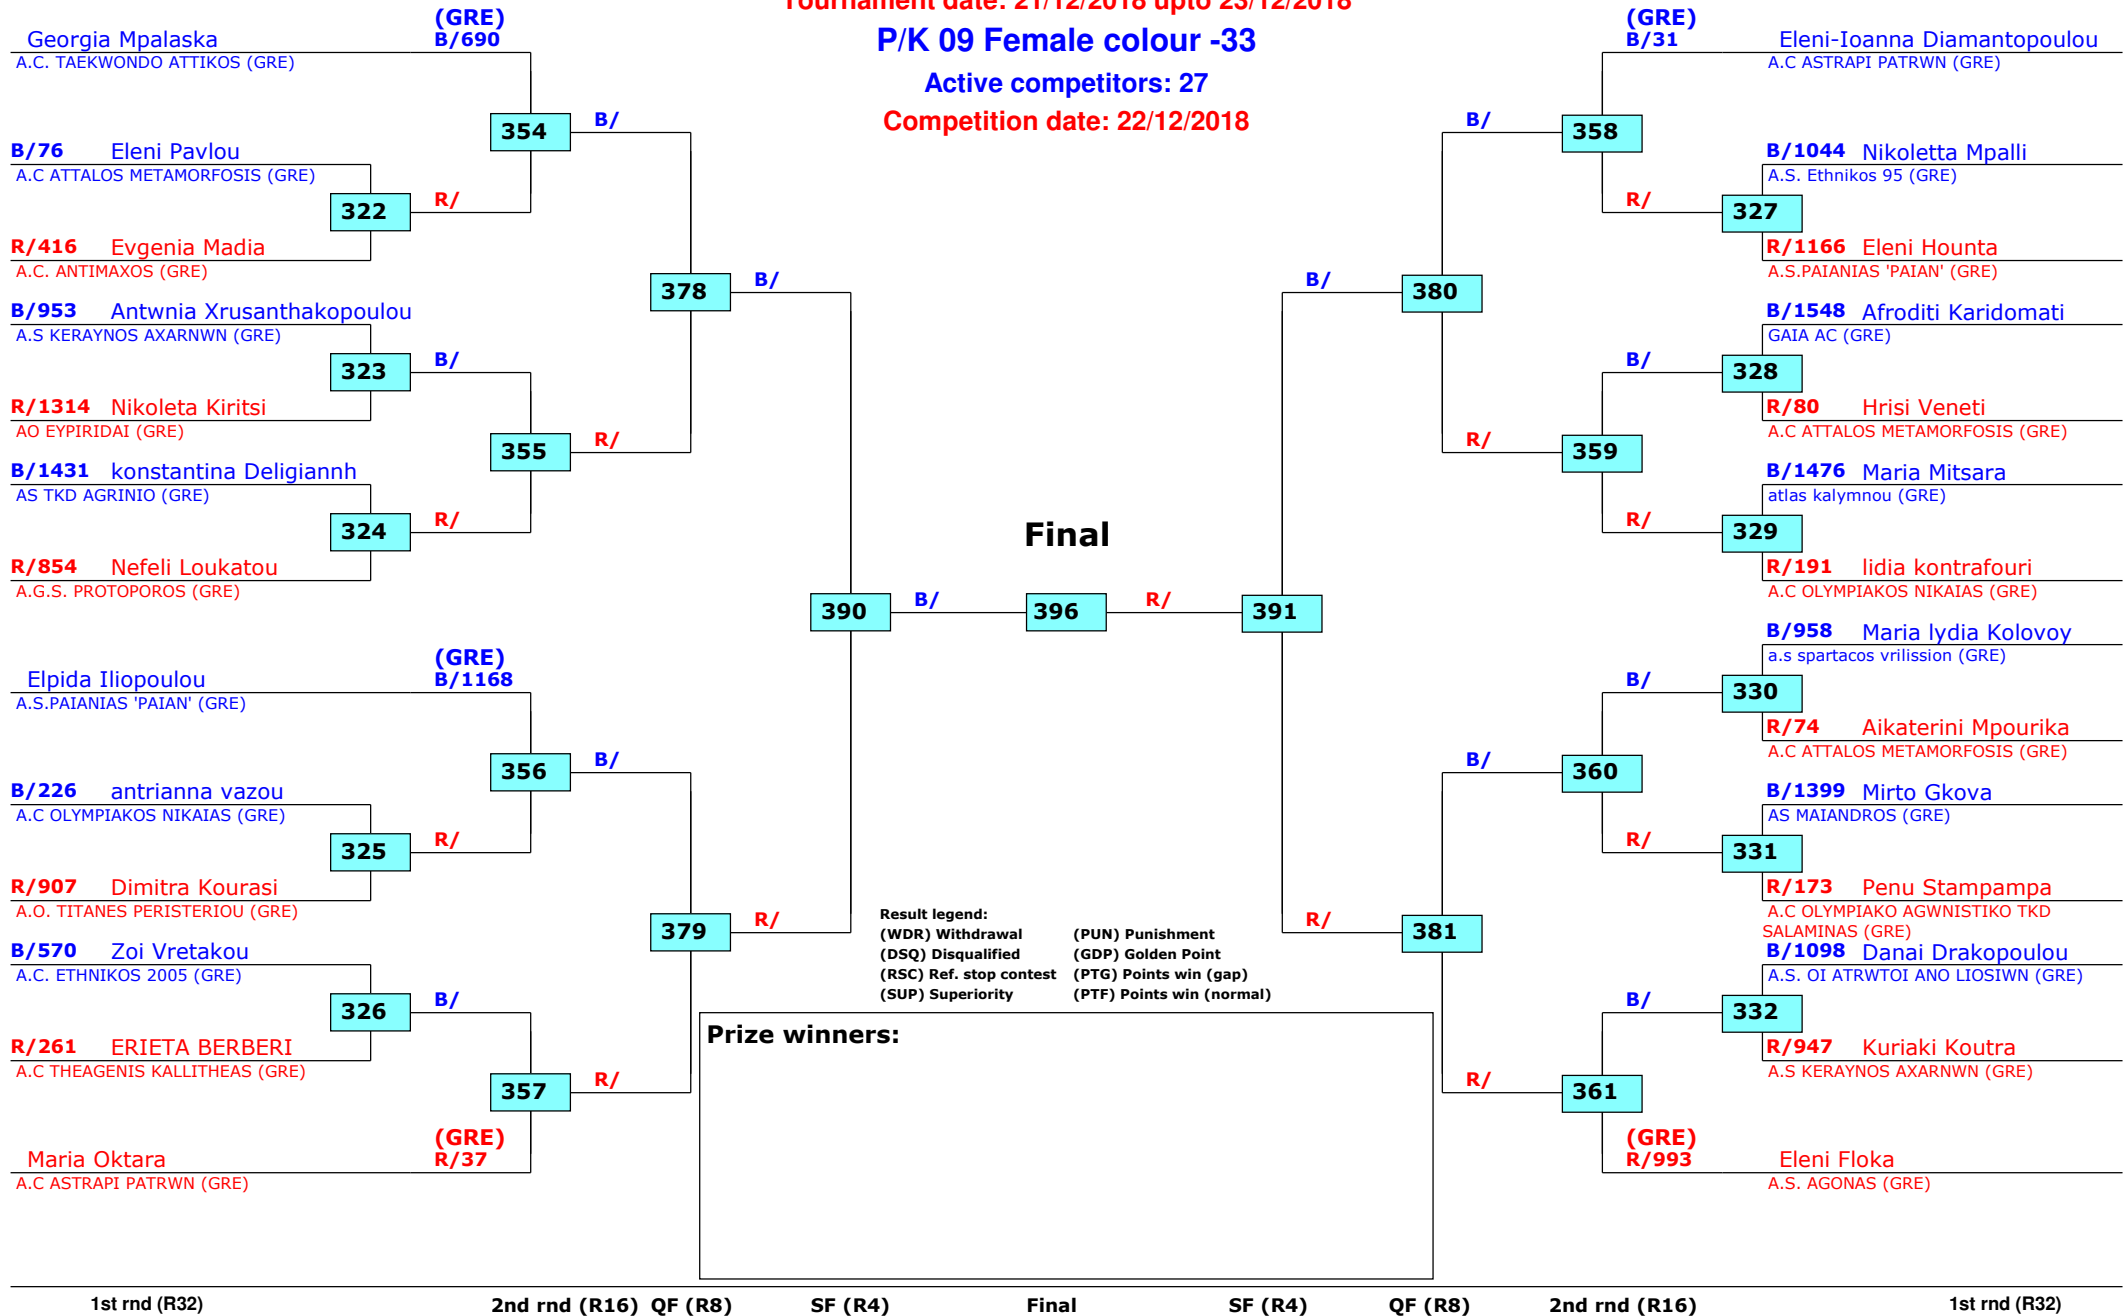 Tournament date: 21/12/2018 upto 23/12/2018
P/K 09 Female colour -33
Active competitors: 27
Competition date: 22/12/2018
(GRE)
Georgia Mpalaska B/690
A.C. TAEKWONDO ATTIKOS (GRE)
354 B/
B/76 Eleni Pavlou
A.C ATTALOS METAMORFOSIS (GRE)
322 R/
R/416 Evgenia Madia
A.C. ANTIMAXOS (GRE)
378 B/
B/953 Antwnia Xrusanthakopoulou
A.S KERAYNOS AXARNWN (GRE)
323 B/
R/1314 Nikoleta Kiritsi
AO EYPIRIDAI (GRE)
355 R/
B/1431 konstantina Deligiannh
AS TKD AGRINIO (GRE)
324 R/
R/854 Nefeli Loukatou
A.G.S. PROTOPOROS (GRE)
390 B/
(GRE)
Elpida Iliopoulou B/1168
A.S.PAIANIAS 'PAIAN' (GRE)
356 B/
B/226 antrianna vazou
A.C OLYMPIAKOS NIKAIAS (GRE)
325 R/
R/907 Dimitra Kourasi
A.O. TITANES PERISTERIOU (GRE)
379 R/
B/570 Zoi Vretakou
A.C. ETHNIKOS 2005 (GRE)
326 B/
R/261 ERIETA BERBERI
A.C THEAGENIS KALLITHEAS (GRE)
357 R/
(GRE)
Maria Oktara R/37
A.C ASTRAPI PATRWN (GRE)
Final
396
(GRE)
B/31 Eleni-Ioanna Diamantopoulou
A.C ASTRAPI PATRWN (GRE)
B/ 358
B/1044 Nikoletta Mpalli
A.S. Ethnikos 95 (GRE)
R/ 327
R/1166 Eleni Hounta
A.S.PAIANIAS 'PAIAN' (GRE)
B/ 380
B/1548 Afroditi Karidomati
GAIA AC (GRE)
B/ 328
R/80 Hrisi Veneti
A.C ATTALOS METAMORFOSIS (GRE)
R/ 359
B/1476 Maria Mitsara
atlas kalymnou (GRE)
R/ 329
R/191 lidia kontrafouri
A.C OLYMPIAKOS NIKAIAS (GRE)
R/ 391
B/958 Maria lydia Kolovoy
a.s spartacos vrilission (GRE)
B/ 330
R/74 Aikaterini Mpourika
A.C ATTALOS METAMORFOSIS (GRE)
B/ 360
B/1399 Mirto Gkova
AS MAIANDROS (GRE)
R/ 331
R/173 Penu Stampampa
A.C OLYMPIAKO AGWNISTIKO TKD
SALAMINAS (GRE)
R/ 381
B/1098 Danai Drakopoulou
A.S. OI ATRWTOI ANO LIOSIWN (GRE)
B/ 332
R/947 Kuriaki Koutra
A.S KERAYNOS AXARNWN (GRE)
R/ 361
(GRE)
R/993 Eleni Floka
A.S. AGONAS (GRE)
Result legend:
(WDR) Withdrawal (PUN) Punishment
(DSQ) Disqualified (GDP) Golden Point
(RSC) Ref. stop contest (PTG) Points win (gap)
(SUP) Superiority (PTF) Points win (normal)
Prize winners:
1st rnd (R32) 2nd rnd (R16) QF (R8) SF (R4) Final SF (R4) QF (R8) 2nd rnd (R16) 1st rnd (R32)